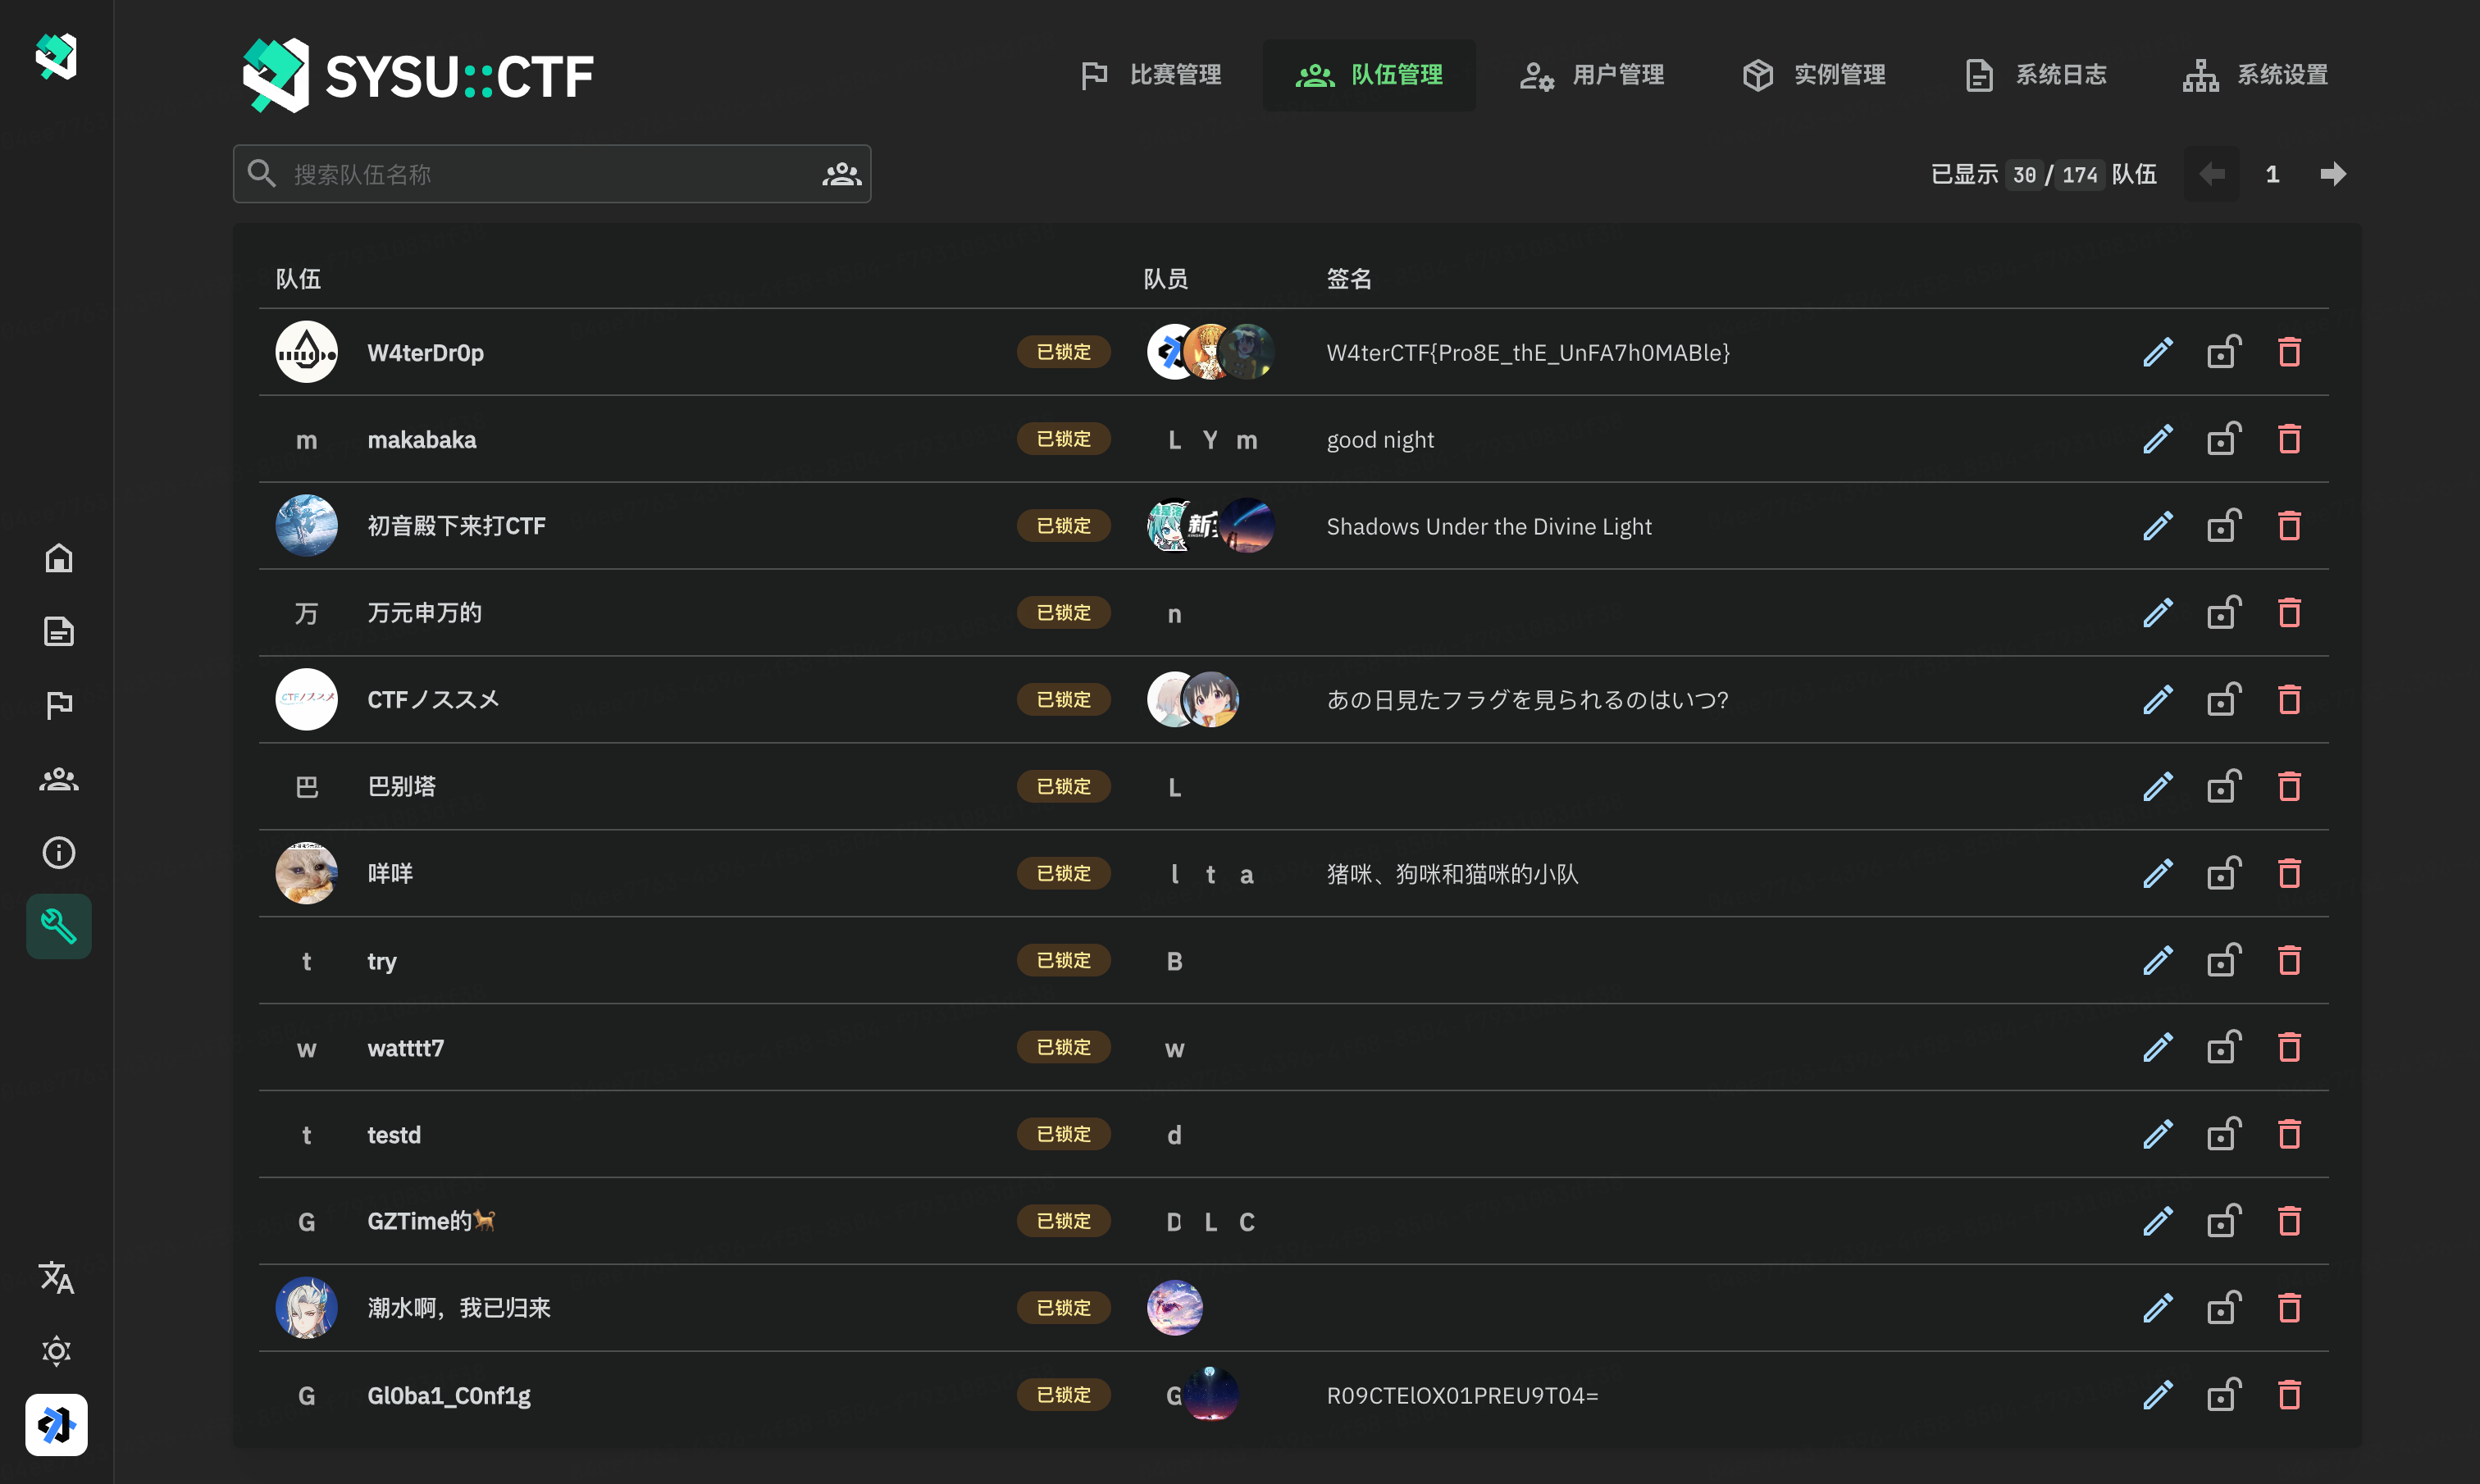 SYSU::CTF
比赛管理
队伍管理
用户管理
实例管理
系统日志
系统设置
搜索队伍名称
已显示 30 / 174 队伍
1
队伍 队员 签名
W4terDr0p 已锁定 W4terCTF{Pro8E_thE_UnFA7h0MABle}
m makabaka 已锁定 L Y m good night
初音殿下来打CTF 已锁定 Shadows Under the Divine Light
万 万元申万的 已锁定 n
CTFノススメ CTFノススメ 已锁定 あの日見たフラグを見られるのはいつ?
巴 巴别塔 已锁定 L
咩咩 已锁定 l t a 猪咪、狗咪和猫咪的小队
t try 已锁定 B
w watttt7 已锁定 w
t testd 已锁定 d
G GZTime的🐕 已锁定 D L C
潮水啊，我已归来 已锁定
G Gl0ba1_C0nf1g 已锁定 G R09CTElOX01PREU9T04=